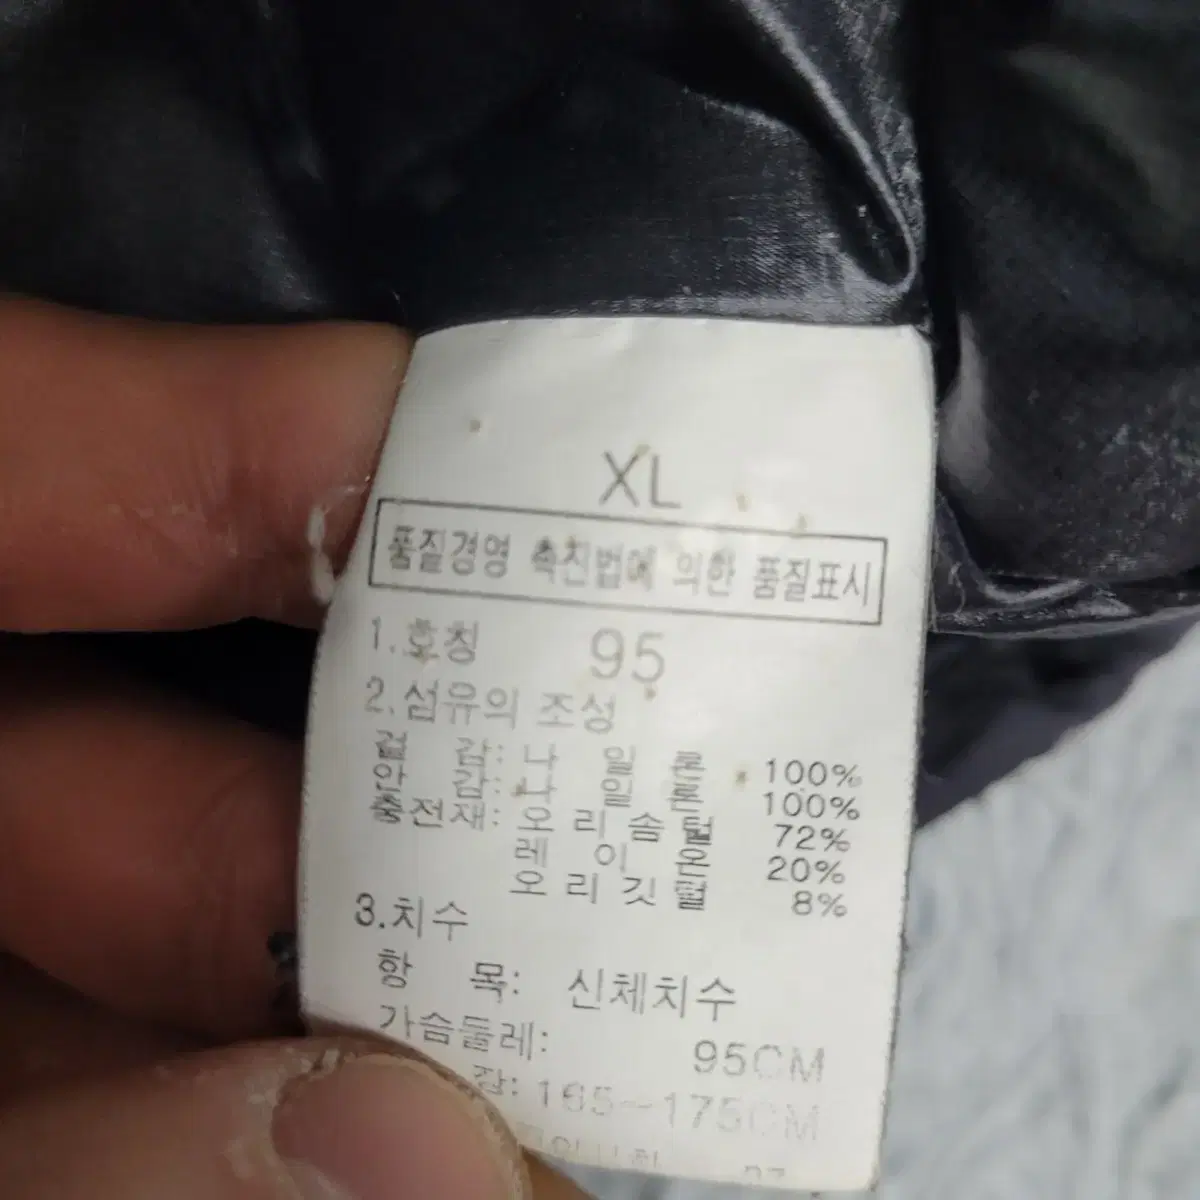 XL
품질경영 촉진법에 의한 품질표시
1.호칭 95
2.섬유의 조성
겉 감: 나 일 론 100%
안 감: 나 일 론 100%
충전재: 오 리 솜 털 72%
레 이 온 20%
오 리 깃 털 8%
3.치수
항 목: 신체치수
가슴둘레: 95CM
장: 165~175CM